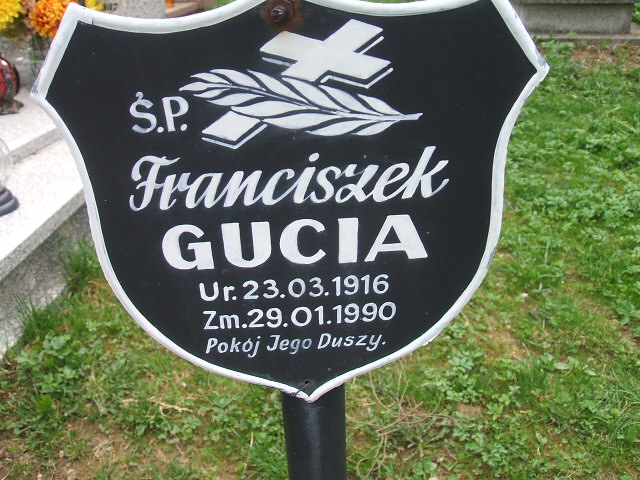 Ś.P.
Franciszek
GUCIA
Ur. 23.03.1916
Zm. 29.01.1990
Pokój Jego Duszy.